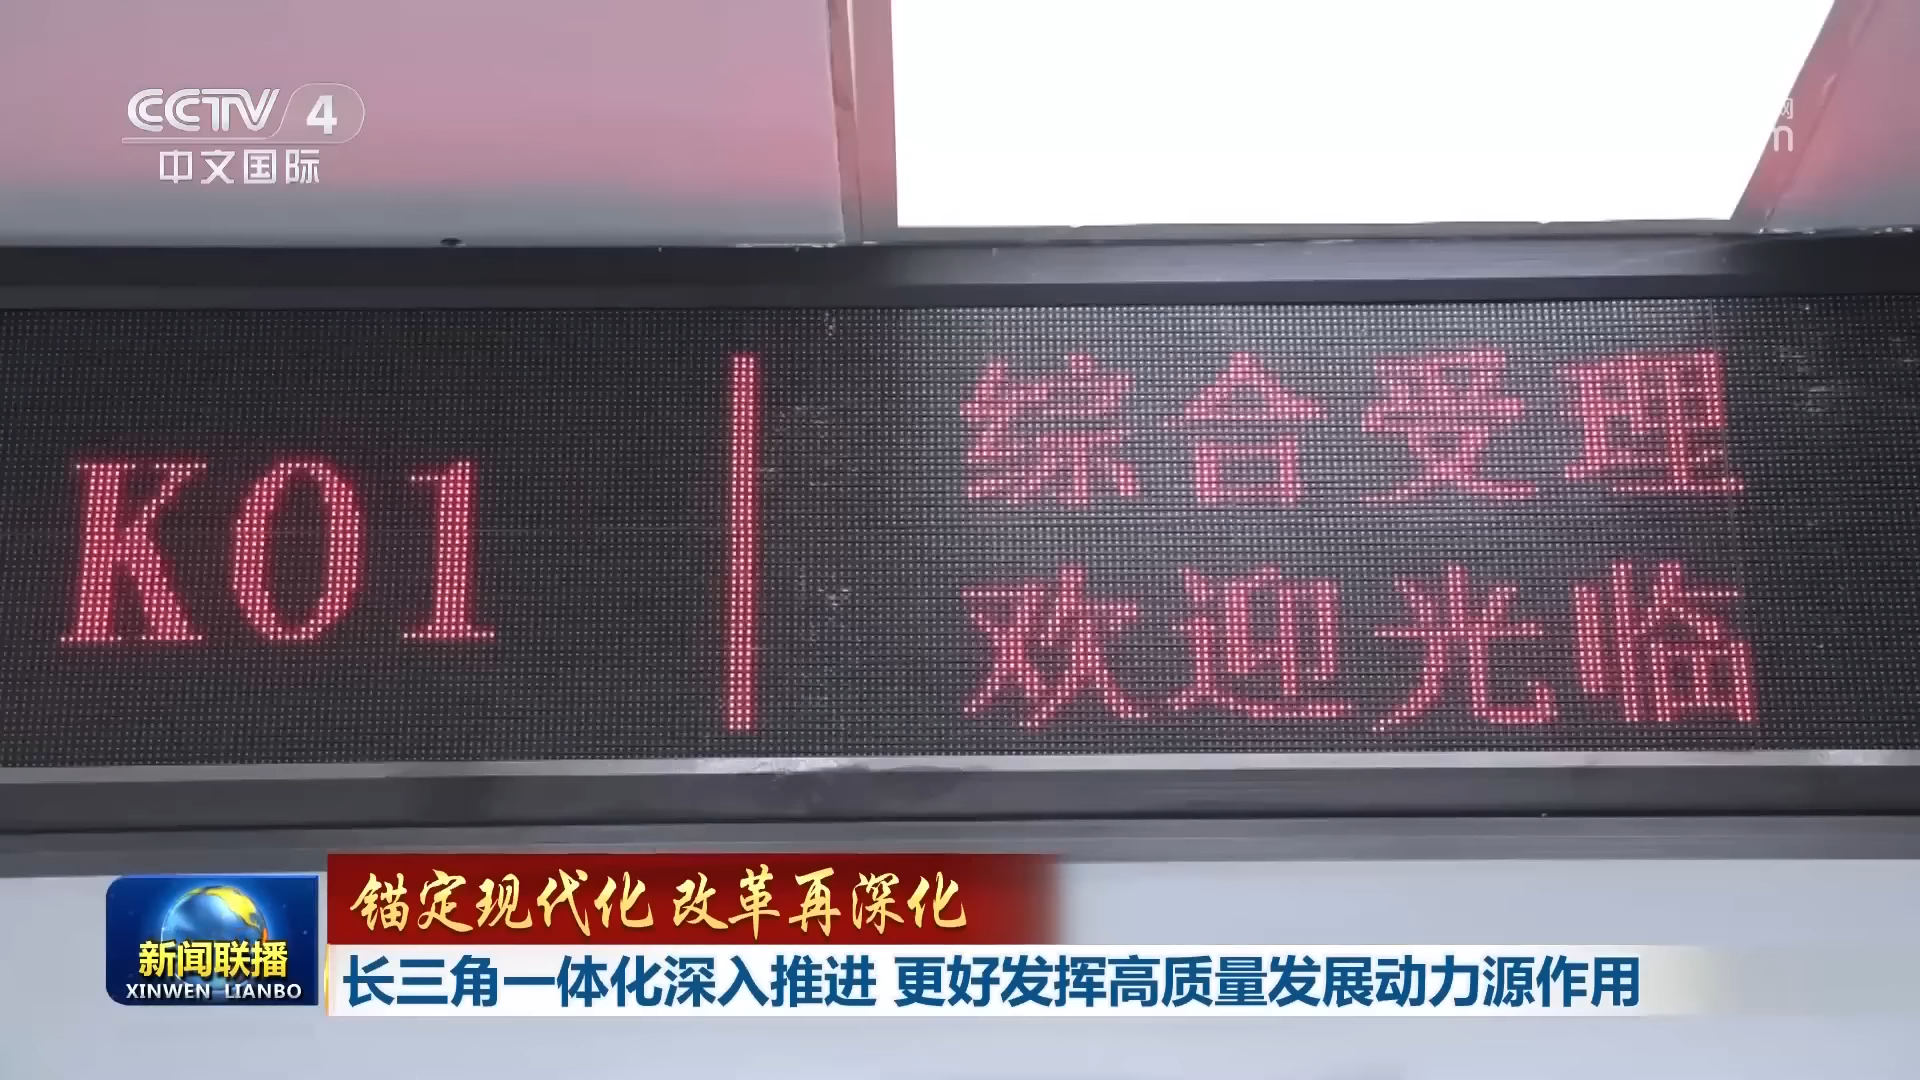 CCTV 4
中文国际
网
n
K01
综合受理
欢迎光临
锚定现代化 改革再深化
新闻联播
XINWEN LIANBO
长三角一体化深入推进 更好发挥高质量发展动力源作用